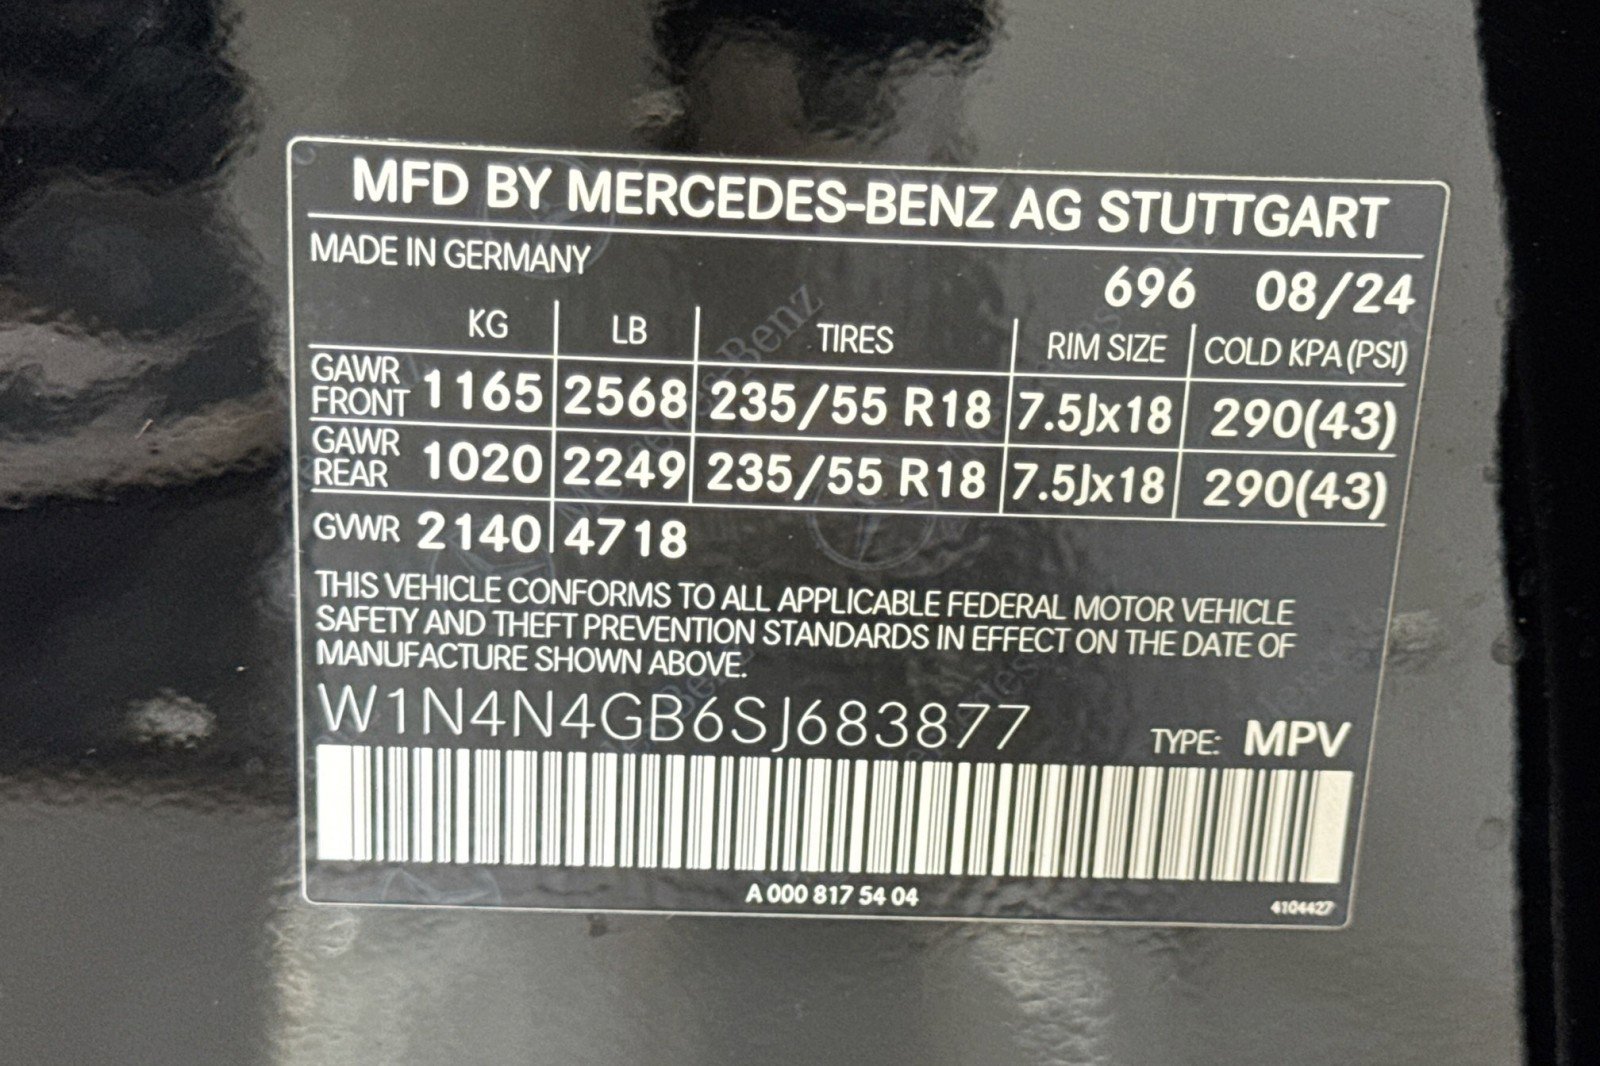 MFD BY MERCEDES-BENZ AG STUTTGART
MADE IN GERMANY
696 08/24
KG LB TIRES RIM SIZE COLD KPA (PSI)
GAWR FRONT 1165 2568 235/55 R18 7.5Jx18 290(43)
GAWR REAR 1020 2249 235/55 R18 7.5Jx18 290(43)
GVWR 2140 4718
THIS VEHICLE CONFORMS TO ALL APPLICABLE FEDERAL MOTOR VEHICLE
SAFETY AND THEFT PREVENTION STANDARDS IN EFFECT ON THE DATE OF
MANUFACTURE SHOWN ABOVE.
W1N4N4GB6SJ683877
TYPE: MPV
A 000 817 54 04
4104427